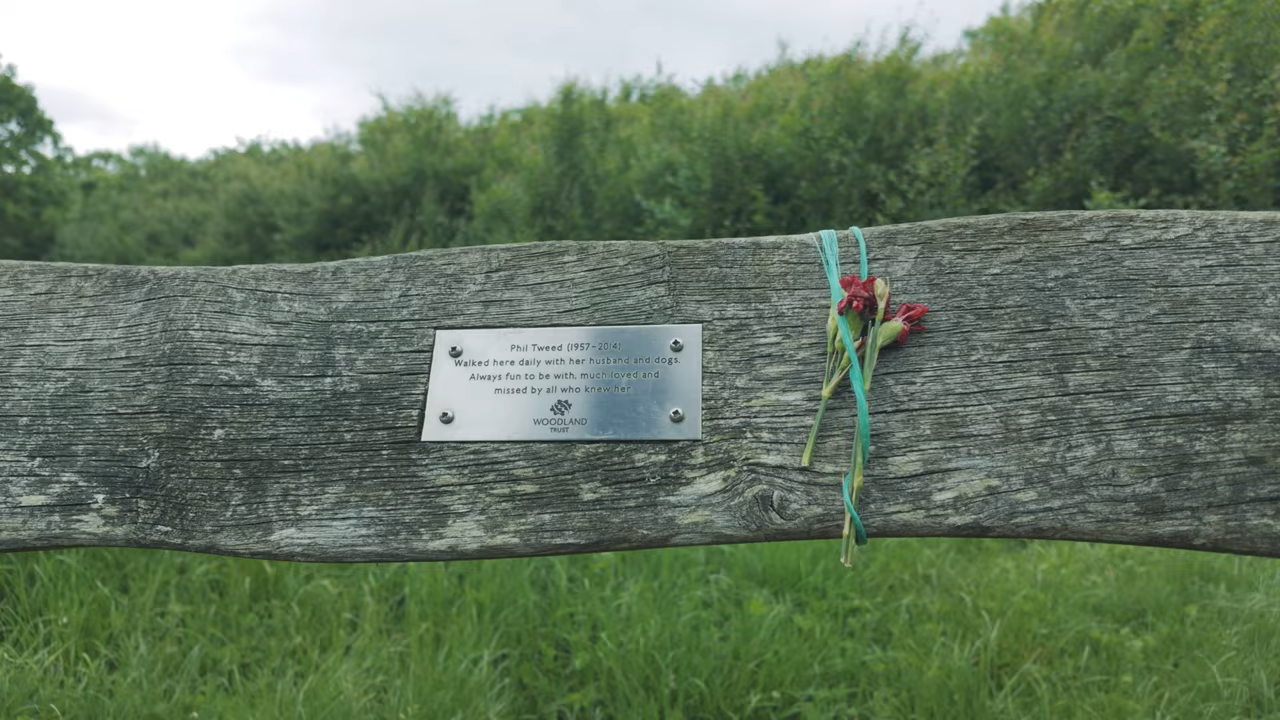 Phil Tweed (1957-2014)
Walked here daily with her husband and dogs.
Always fun to be with, much loved and
missed by all who knew her
WOODLAND
TRUST